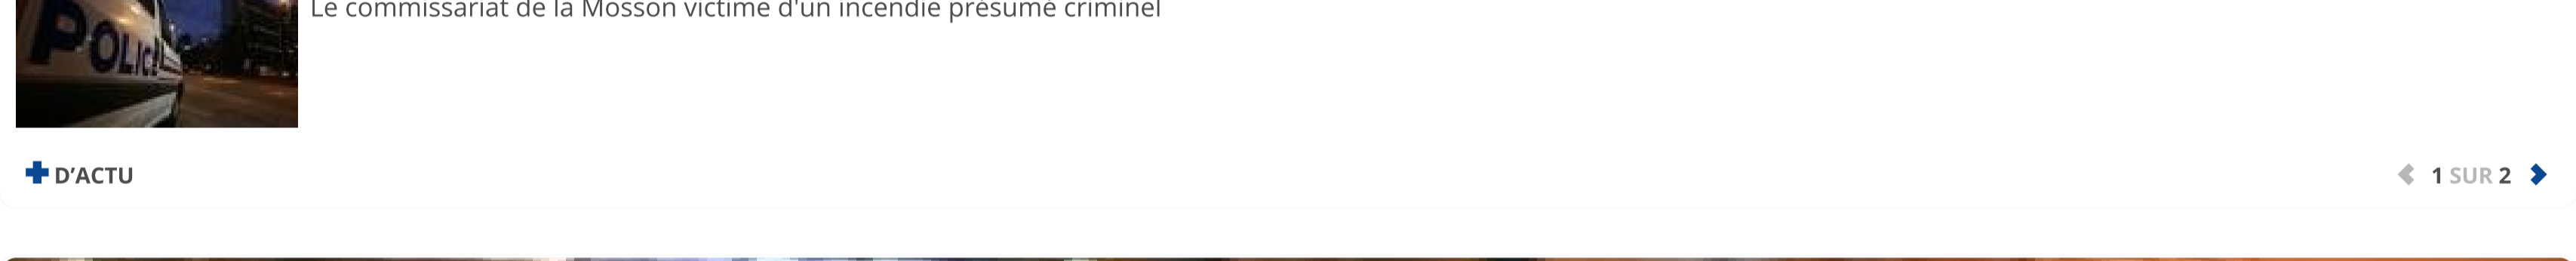 Le commissariat de la Mosson victime d'un incendie présumé criminel
POLICE
D'ACTU
1 SUR 2